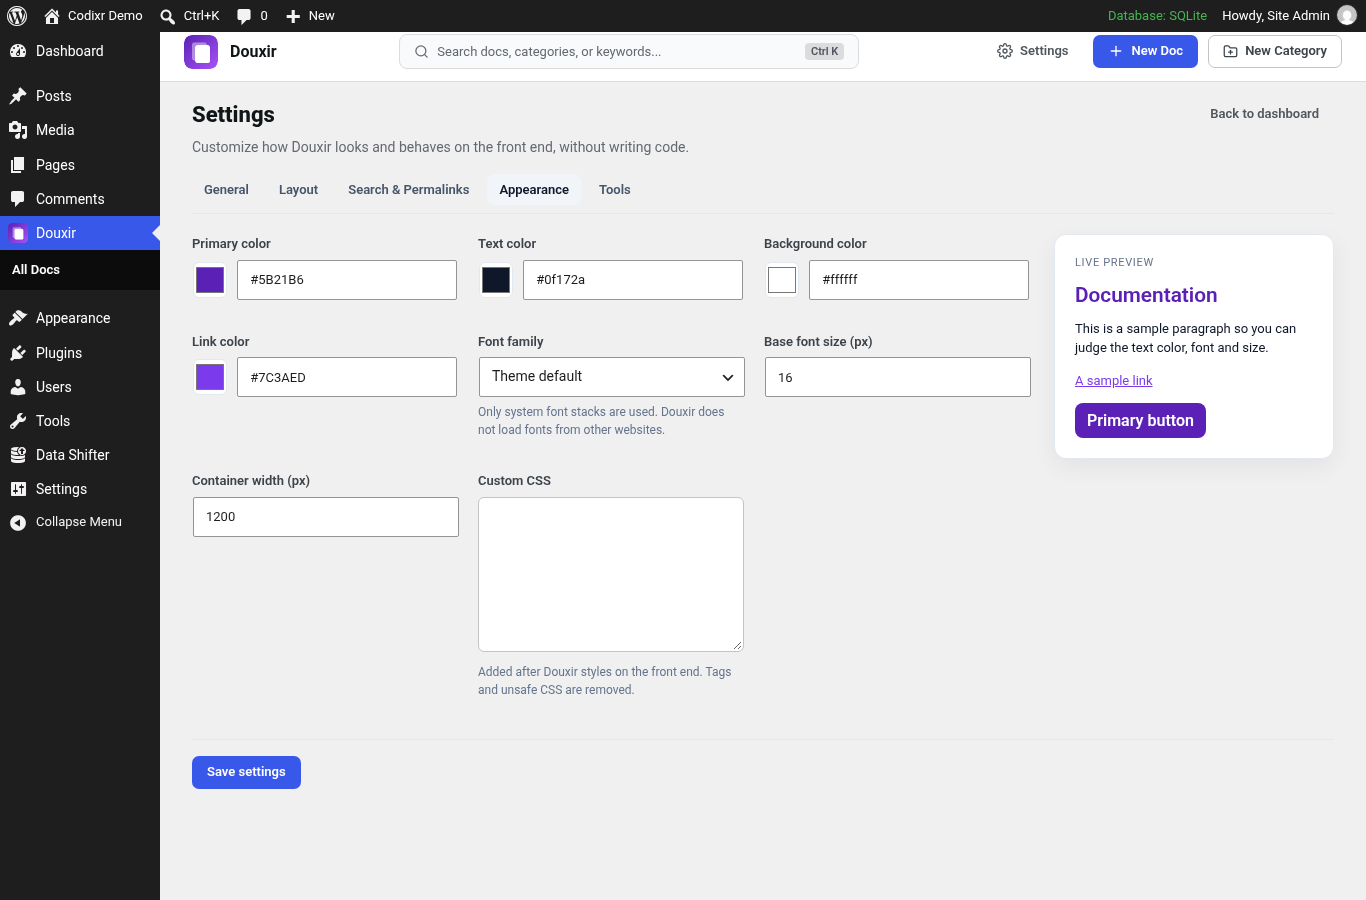 Codixr Demo
Ctrl+K
0
New
Database: SQLite
Howdy, Site Admin
Dashboard
Posts
Media
Pages
Comments
Douxir
All Docs
Appearance
Plugins
Users
Tools
Data Shifter
Settings
Collapse Menu
Douxir
Search docs, categories, or keywords...
Ctrl K
Settings
New Doc
New Category
Settings
Back to dashboard
Customize how Douxir looks and behaves on the front end, without writing code.
General
Layout
Search & Permalinks
Appearance
Tools
Primary color
#5B21B6
Text color
#0f172a
Background color
#ffffff
Link color
#7C3AED
Font family
Theme default
Only system font stacks are used. Douxir does
not load fonts from other websites.
Base font size (px)
16
Container width (px)
1200
Custom CSS
Added after Douxir styles on the front end. Tags
and unsafe CSS are removed.
LIVE PREVIEW
Documentation
This is a sample paragraph so you can
judge the text color, font and size.
A sample link
Primary button
Save settings